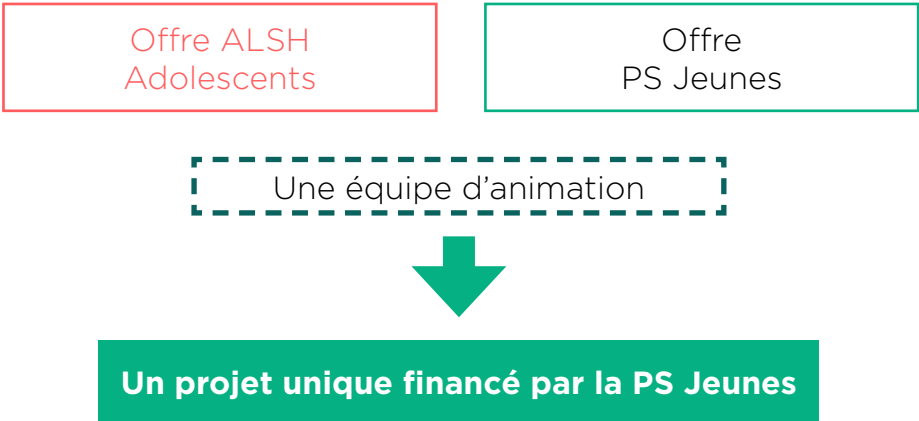 Offre ALSH
Adolescents
Offre
PS Jeunes
Une équipe d’animation
Un projet unique financé par la PS Jeunes